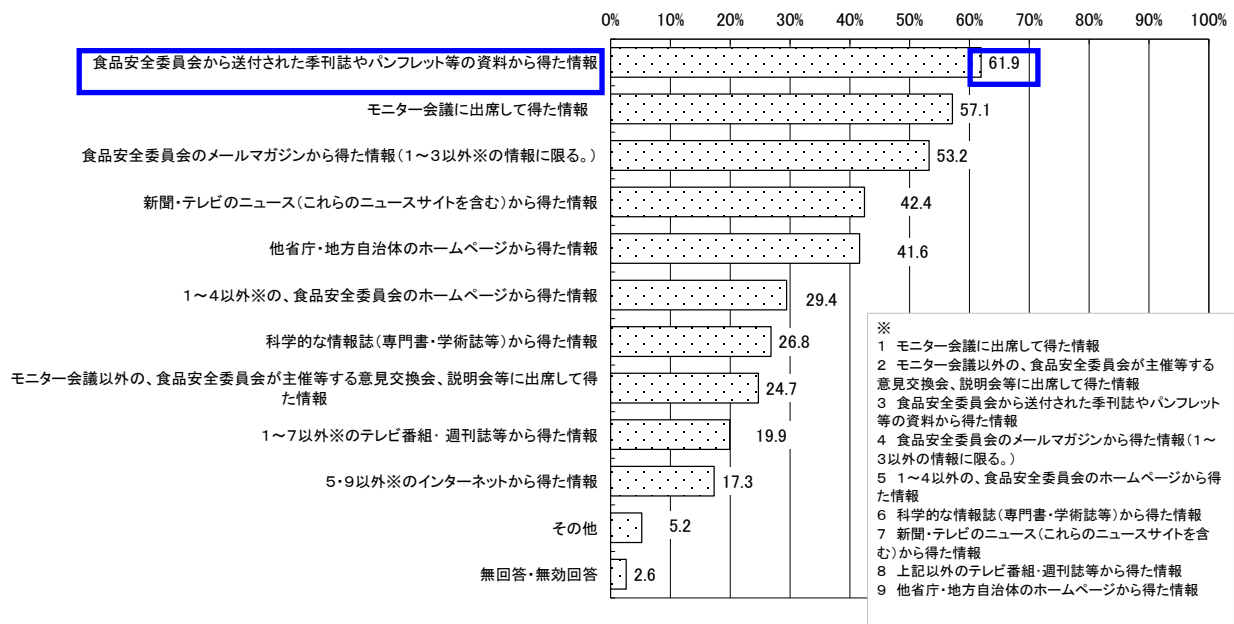 0% 10% 20% 30% 40% 50% 60% 70% 80% 90% 100%
食品安全委員会から送付された季刊誌やパンフレット等の資料から得た情報 61.9
モニター会議に出席して得た情報 57.1
食品安全委員会のメールマガジンから得た情報(1~3以外※の情報に限る。) 53.2
新聞・テレビのニュース(これらのニュースサイトを含む)から得た情報 42.4
他省庁・地方自治体のホームページから得た情報 41.6
1~4以外※の、食品安全委員会のホームページから得た情報 29.4
科学的な情報誌(専門書・学術誌等)から得た情報 26.8
モニター会議以外の、食品安全委員会が主催等する意見交換会、説明会等に出席して得
た情報 24.7
1~7以外※のテレビ番組・週刊誌等から得た情報 19.9
5・9以外※のインターネットから得た情報 17.3
その他 5.2
無回答・無効回答 2.6
※
1 モニター会議に出席して得た情報
2 モニター会議以外の、食品安全委員会が主催等する
意見交換会、説明会等に出席して得た情報
3 食品安全委員会から送付された季刊誌やパンフレット
等の資料から得た情報
4 食品安全委員会のメールマガジンから得た情報(1~
3以外の情報に限る。)
5 1~4以外の、食品安全委員会のホームページから得
た情報
6 科学的な情報誌(専門書・学術誌等)から得た情報
7 新聞・テレビのニュース(これらのニュースサイトを含
む)から得た情報
8 上記以外のテレビ番組・週刊誌等から得た情報
9 他省庁・地方自治体のホームページから得た情報